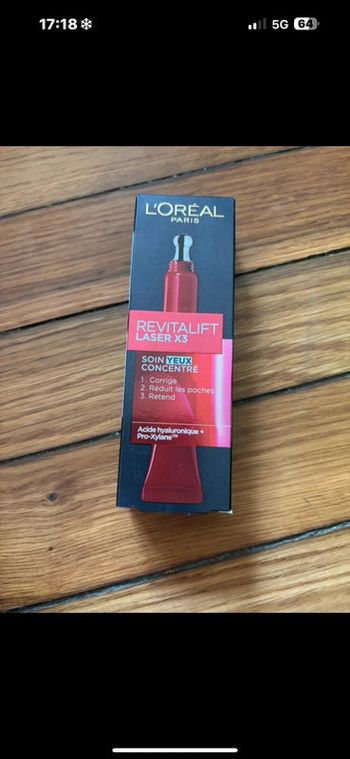 17:18
5G 64
L'ORÉAL
PARIS
REVITALIFT
LASER X3
SOIN YEUX
CONCENTRÉ
1. Corrige
2. Réduit les poches
3. Retend
Acide hyaluronique +
Pro-Xylane™